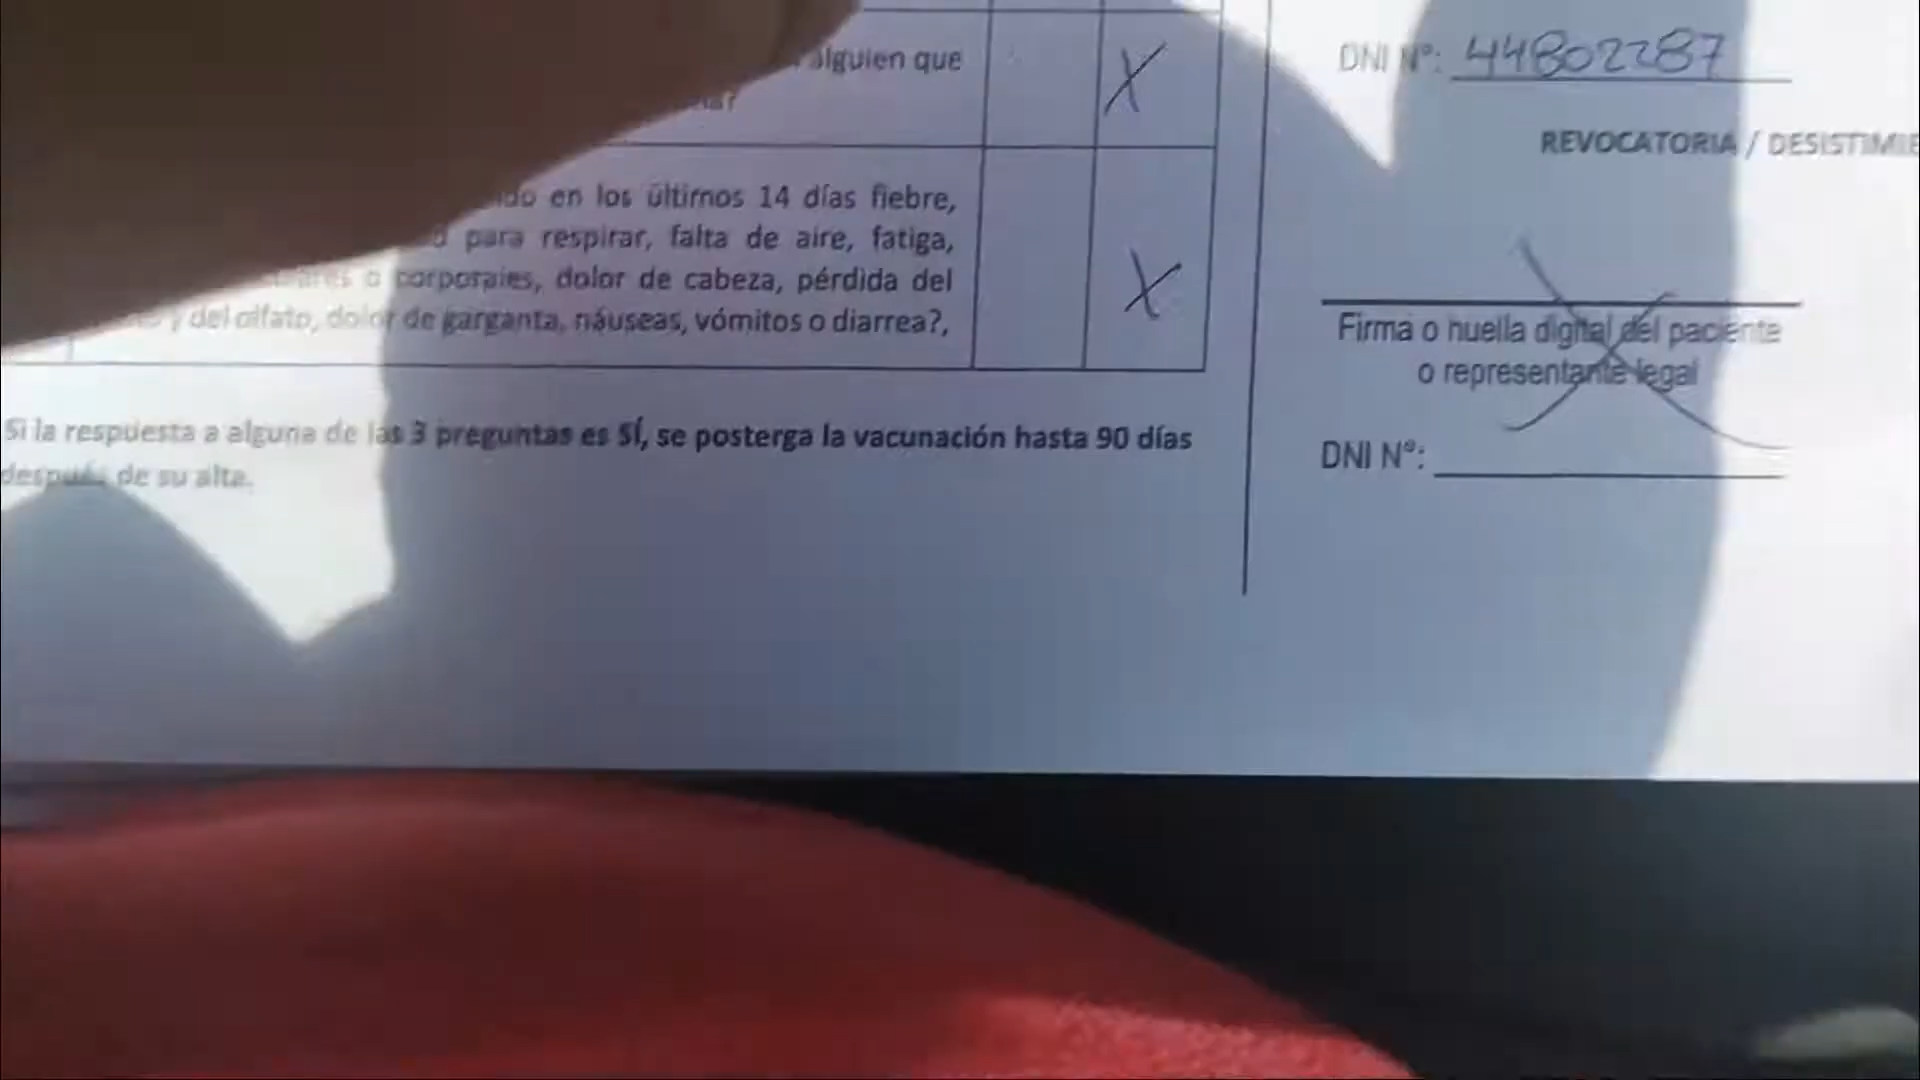 alguien que
X
en los últimos 14 días fiebre,
para respirar, falta de aire, fatiga,
o corporales, dolor de cabeza, pérdida del
y del olfato, dolor de garganta, náuseas, vómitos o diarrea?,
X
Si la respuesta a alguna de las 3 preguntas es SÍ, se posterga la vacunación hasta 90 días
después de su alta.
DNI Nº: 44802287
REVOCATORIA / DESISTIMIE
Firma o huella digital del paciente
o representante legal
DNI Nº: